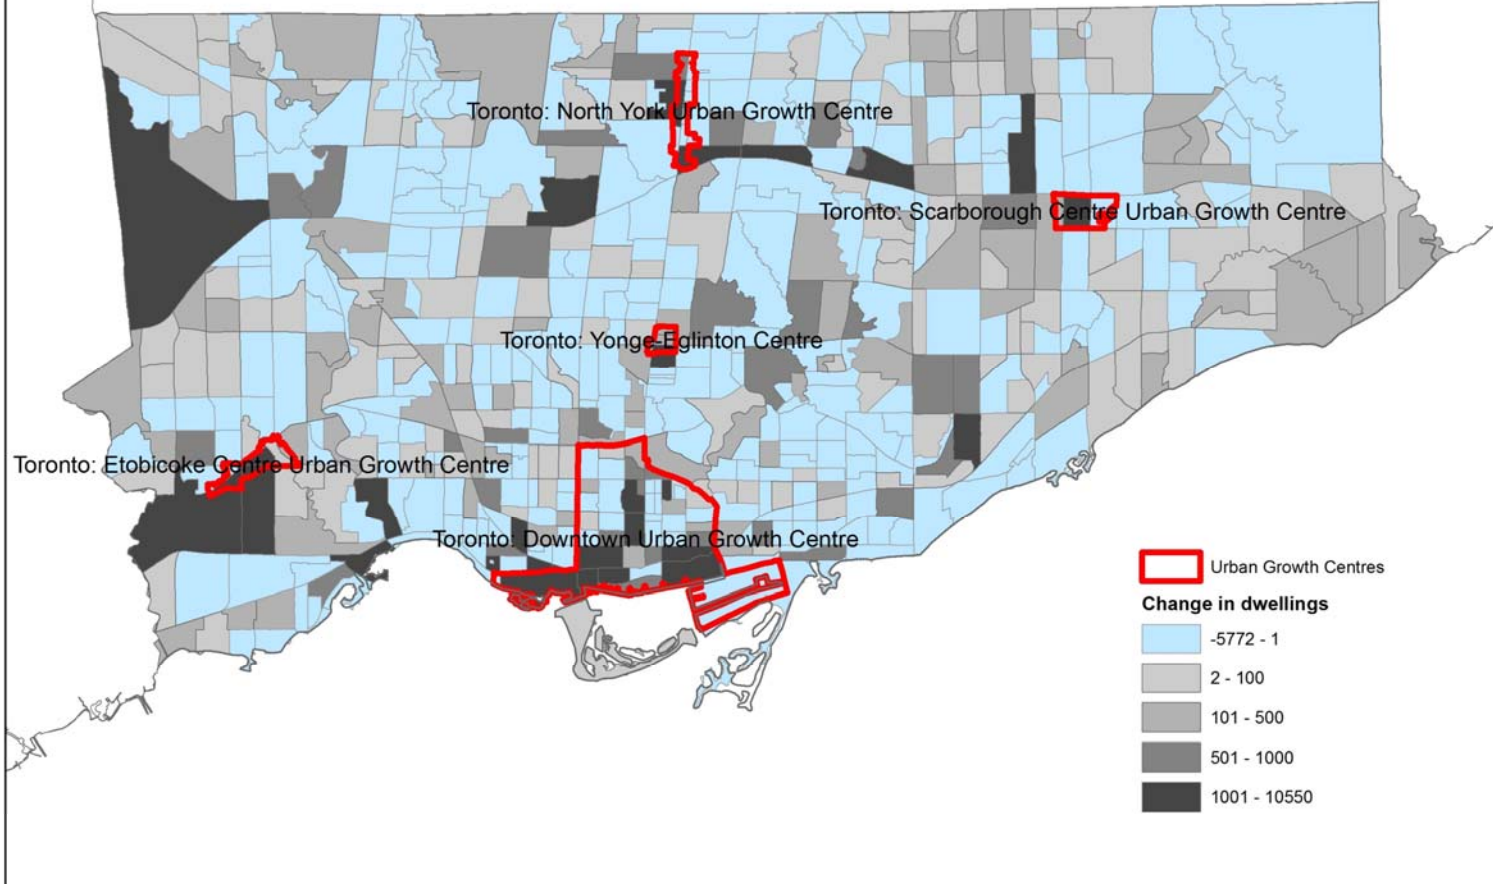 Toronto: North York Urban Growth Centre
Toronto: Scarborough Centre Urban Growth Centre
Toronto: Yonge-Eglinton Centre
Toronto: Etobicoke Centre Urban Growth Centre
Toronto: Downtown Urban Growth Centre
Urban Growth Centres
Change in dwellings
-5772 - 1
2 - 100
101 - 500
501 - 1000
1001 - 10550